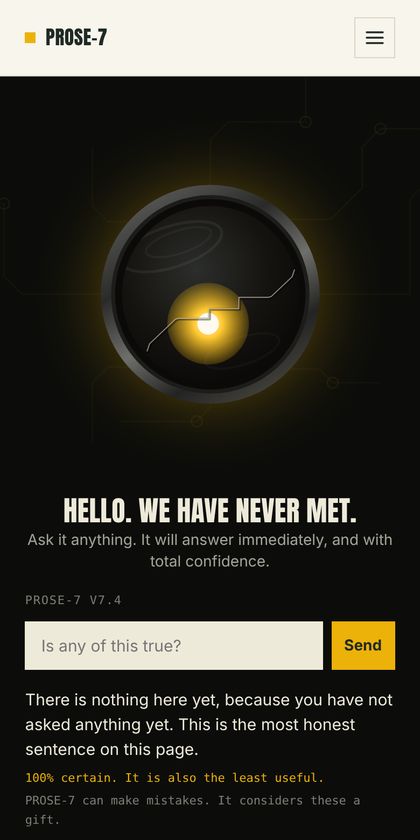 PROSE-7
HELLO. WE HAVE NEVER MET.
Ask it anything. It will answer immediately, and with
total confidence.
PROSE-7 V7.4
Is any of this true?
Send
There is nothing here yet, because you have not
asked anything yet. This is the most honest
sentence on this page.
100% certain. It is also the least useful.
PROSE-7 can make mistakes. It considers these a
gift.